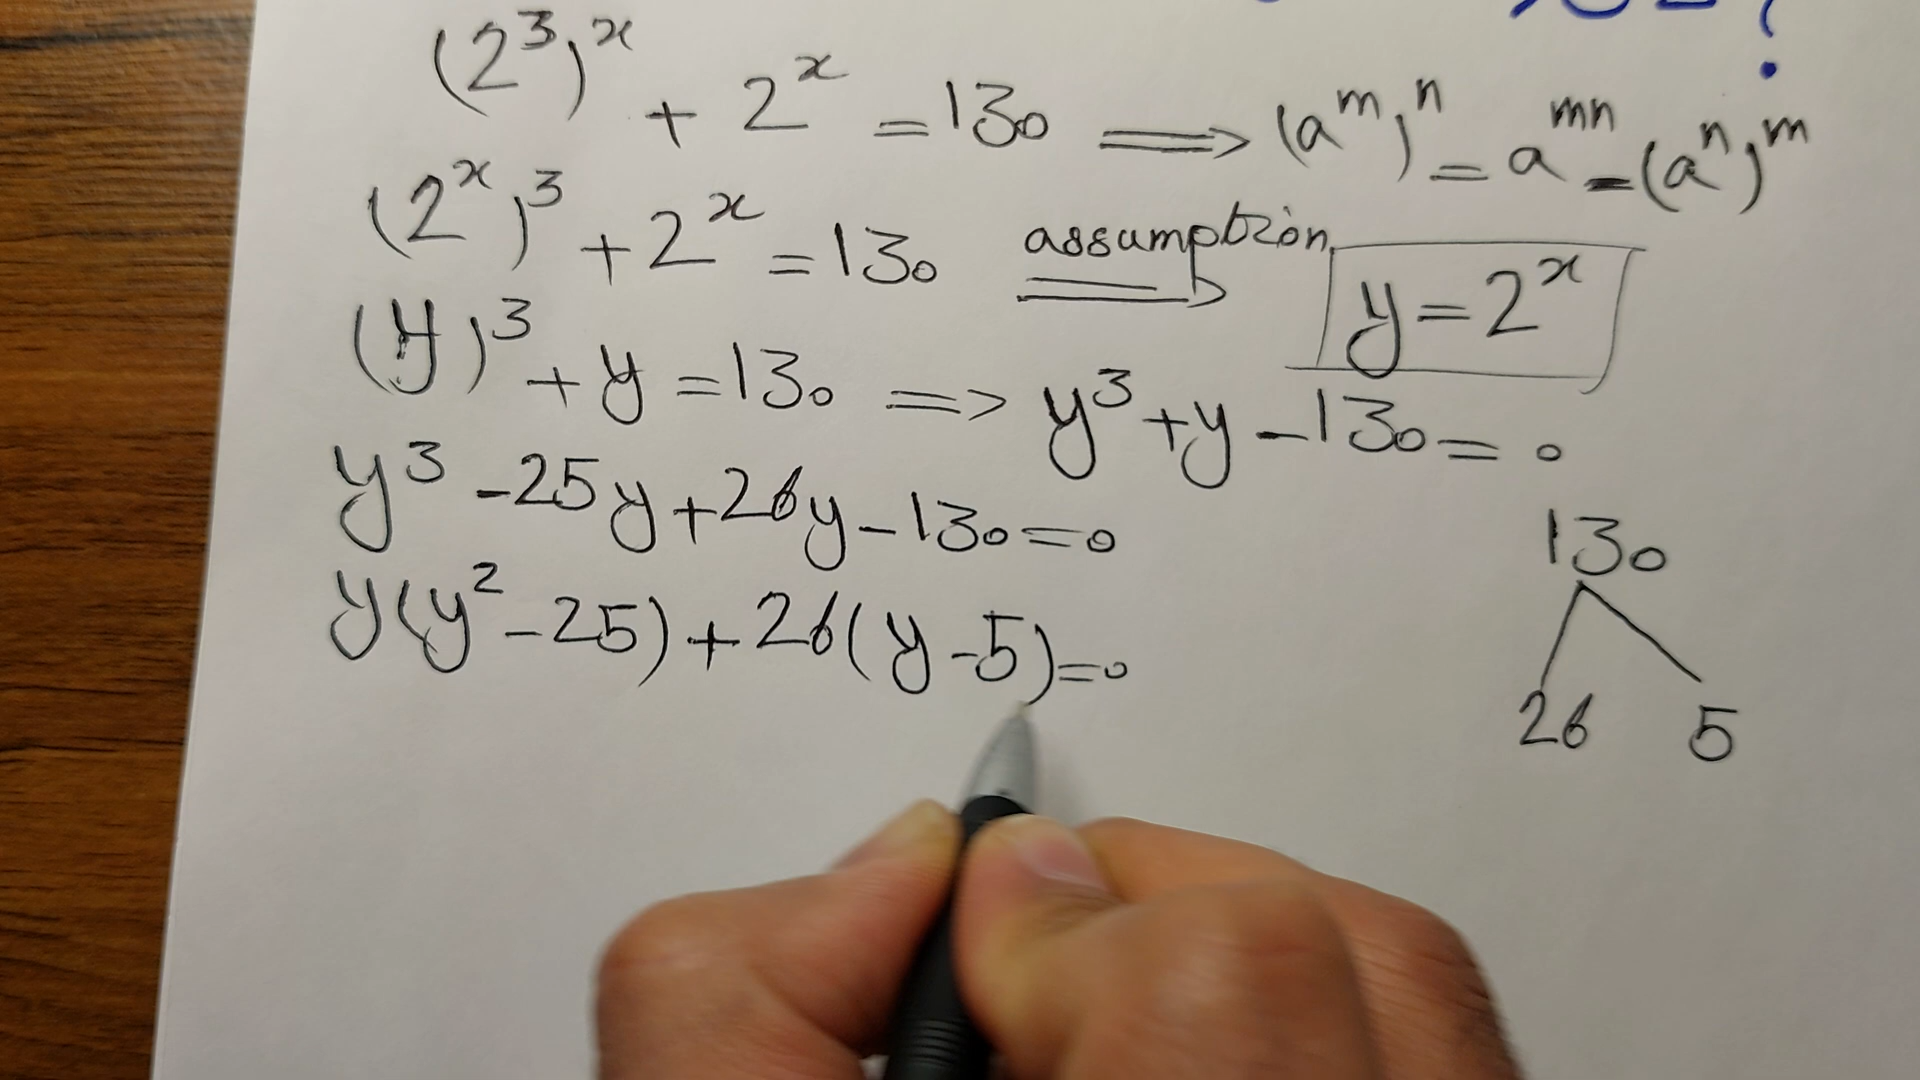 (2³)ˣ + 2ˣ = 130 ⟹ (aᵐ)ⁿ = aᵐⁿ = (aⁿ)ᵐ
(2ˣ)³ + 2ˣ = 130 assumption ⟹ y = 2ˣ
(y)³ + y = 130 => y³ + y - 130 = 0
y³ - 25y + 26y - 130 = 0
y(y² - 25) + 26(y - 5) = 0
130
26 5